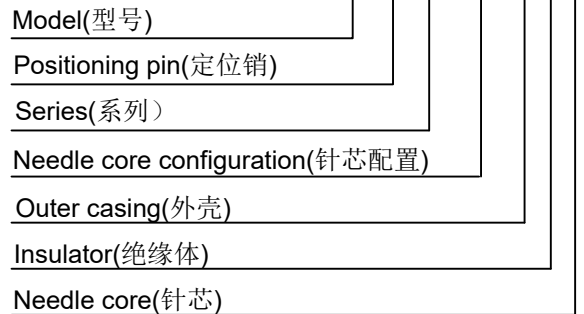 Model(型号)
Positioning pin(定位销)
Series(系列）
Needle core configuration(针芯配置)
Outer casing(外壳)
Insulator(绝缘体)
Needle core(针芯)